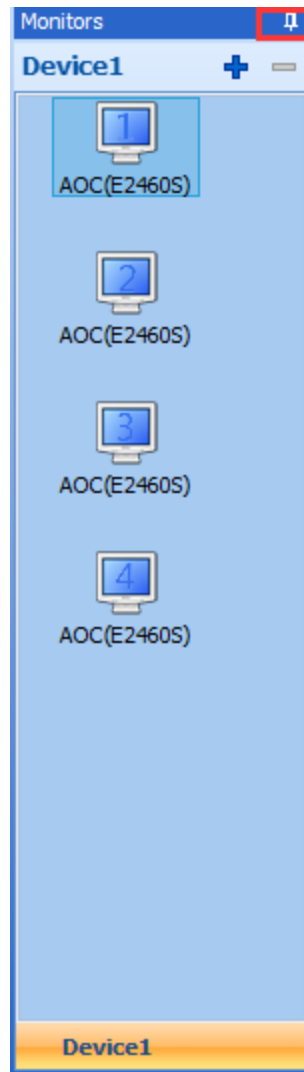 Monitors
Device1
1
AOC(E2460S)
2
AOC(E2460S)
3
AOC(E2460S)
4
AOC(E2460S)
Device1